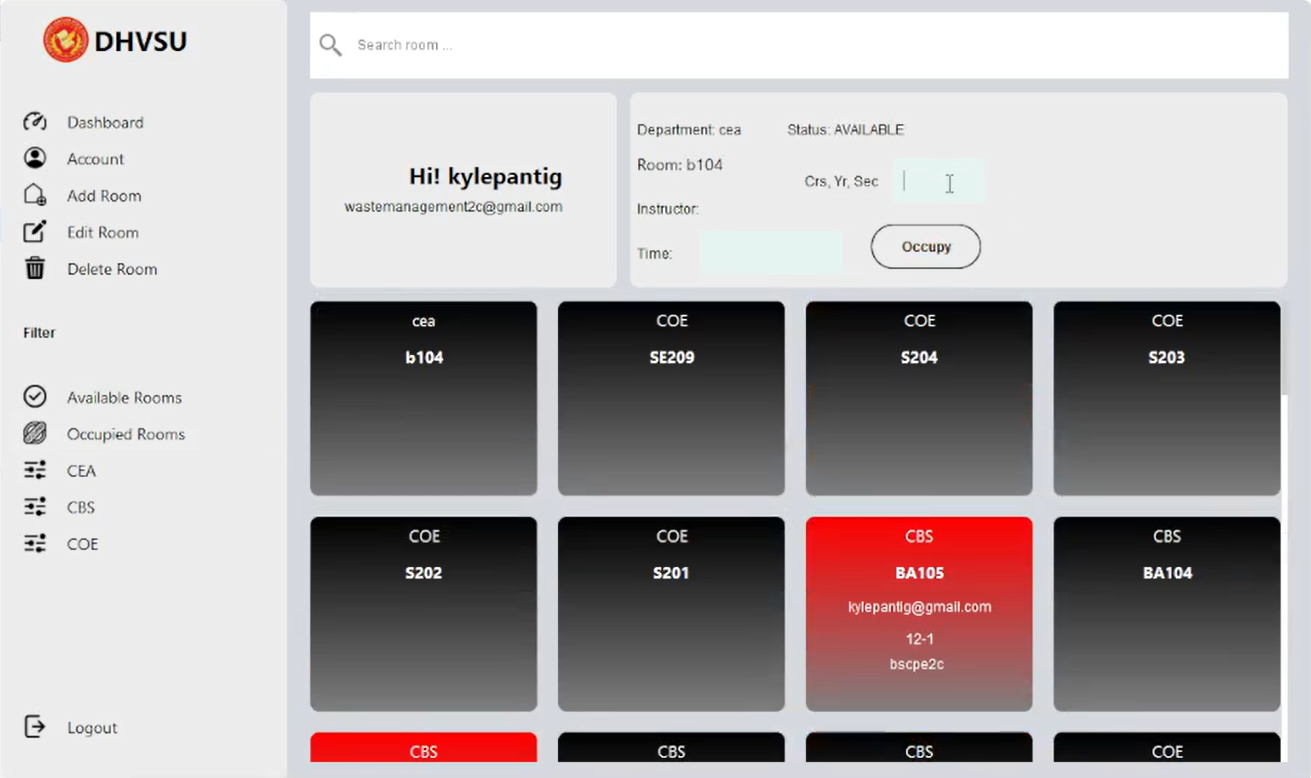 DHVSU
Dashboard
Account
Add Room
Edit Room
Delete Room
Filter
Available Rooms
Occupied Rooms
CEA
CBS
COE
Logout
Search room ...
Hi! kylepantig
wastemanagement2c@gmail.com
Department: cea Status: AVAILABLE
Room: b104
Crs, Yr, Sec
Instructor:
Time:
Occupy
cea
b104
COE
SE209
COE
S204
COE
S203
COE
S202
COE
S201
CBS
BA105
kylepantig@gmail.com
12-1
bscpe2c
CBS
BA104
CBS
CBS
CBS
COE